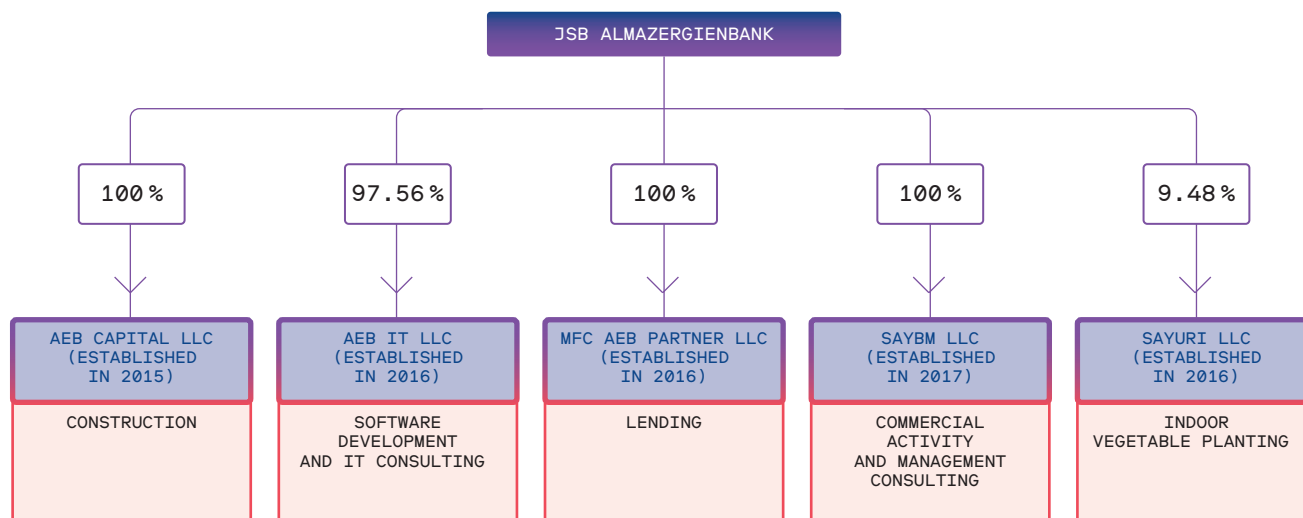 JSB ALMAZERGIENBANK
100 %
97.56 %
100 %
100 %
9.48 %
AEB CAPITAL LLC
(ESTABLISHED
IN 2015)
CONSTRUCTION
AEB IT LLC
(ESTABLISHED
IN 2016)
SOFTWARE
DEVELOPMENT
AND IT CONSULTING
MFC AEB PARTNER LLC
(ESTABLISHED
IN 2016)
LENDING
SAYBM LLC
(ESTABLISHED
IN 2017)
COMMERCIAL
ACTIVITY
AND MANAGEMENT
CONSULTING
SAYURI LLC
(ESTABLISHED
IN 2016)
INDOOR
VEGETABLE PLANTING